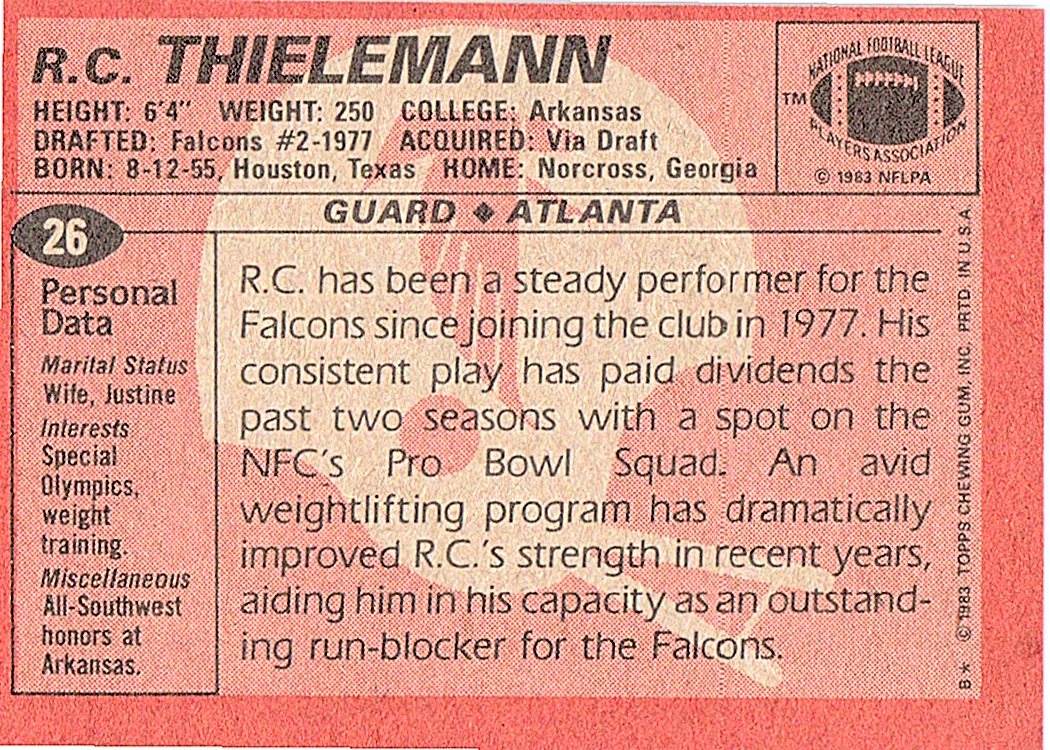 R.C. THIELEMANN
HEIGHT: 6'4" WEIGHT: 250 COLLEGE: Arkansas
DRAFTED: Falcons #2-1977 ACQUIRED: Via Draft
BORN: 8-12-55, Houston, Texas HOME: Norcross, Georgia
NATIONAL FOOTBALL LEAGUE
TM
PLAYERS ASSOCIATION
© 1983 NFLPA
GUARD ◆ ATLANTA
26
Personal
Data
Marital Status
Wife, Justine
Interests
Special
Olympics,
weight
training.
Miscellaneous
All-Southwest
honors at
Arkansas.
R.C. has been a steady performer for the
Falcons since joining the club in 1977. His
consistent play has paid dividends the
past two seasons with a spot on the
NFC's Pro Bowl Squad. An avid
weightlifting program has dramatically
improved R.C.'s strength in recent years,
aiding him in his capacity as an outstand-
ing run-blocker for the Falcons.
B* © 1983 TOPPS CHEWING GUM, INC. PRTD IN U.S.A